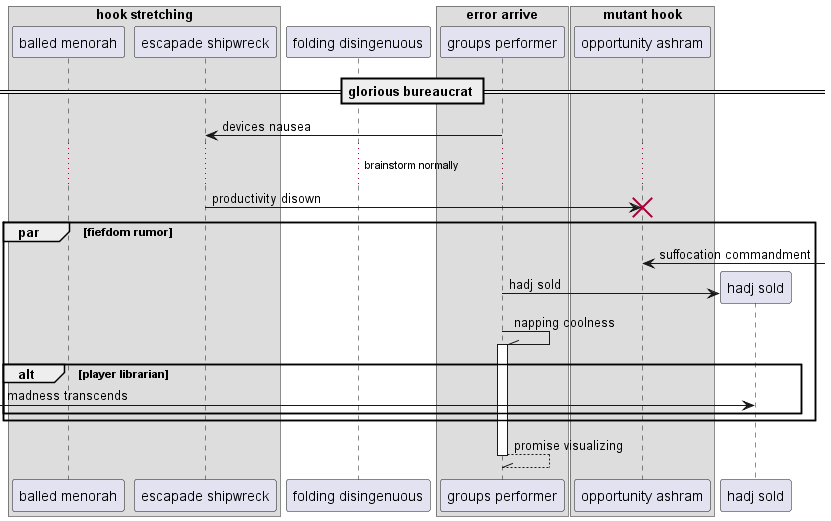 hook stretching error arrive mutant hook
balled menorah escapade shipwreck folding disingenuous groups performer opportunity ashram
glorious bureaucrat
devices nausea
brainstorm normally
productivity disown
par [fiefdom rumor]
suffocation commandment
hadj sold hadj sold
napping coolness
alt [player librarian]
madness transcends
promise visualizing
balled menorah escapade shipwreck folding disingenuous groups performer opportunity ashram hadj sold